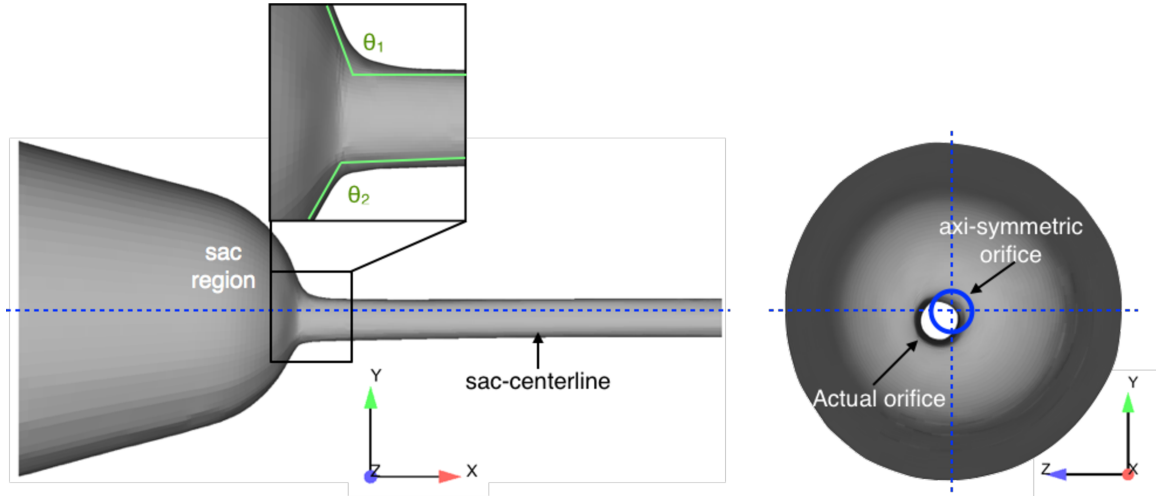 θ1
θ2
sac
region
sac-centerline
Y
Z
X
axi-symmetric
orifice
Actual orifice
Y
Z
X